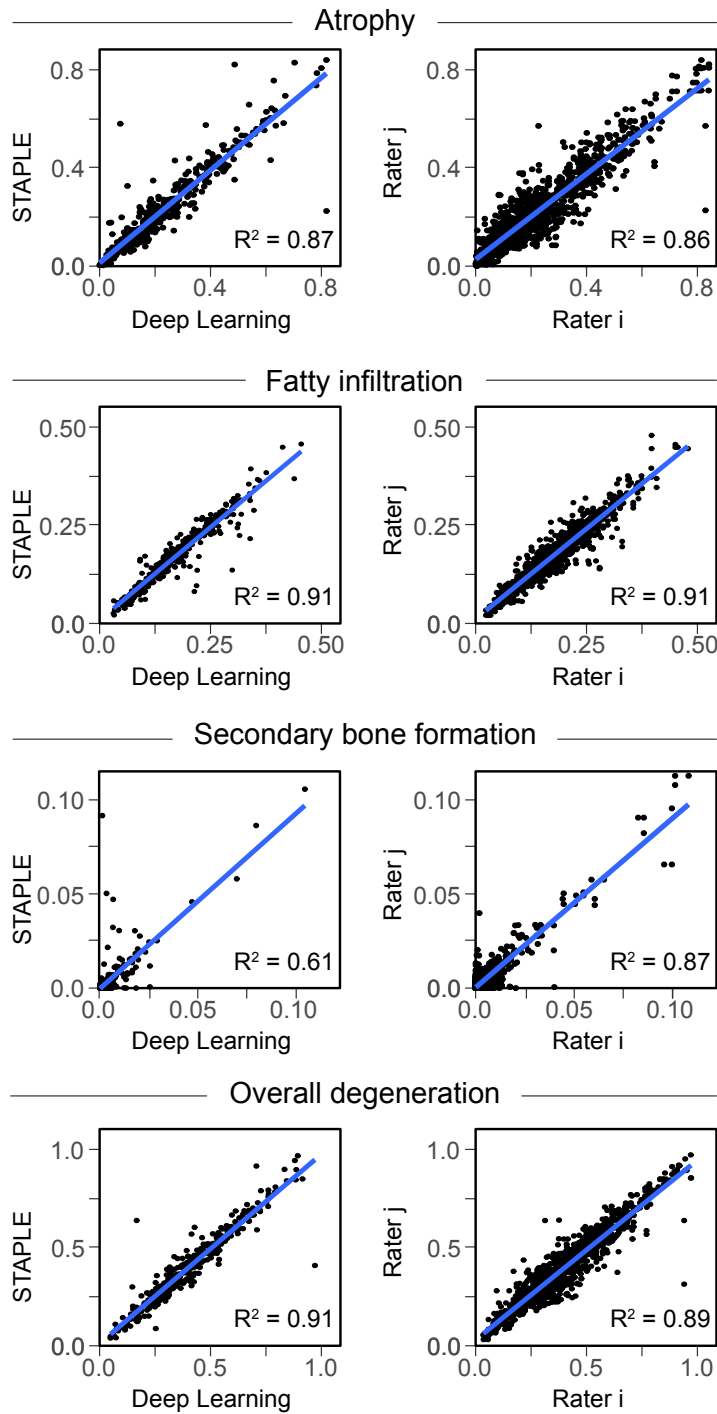 Atrophy
STAPLE
0.8
0.4
0.0
R² = 0.87
0.0 0.4 0.8
Deep Learning
Rater j
0.8
0.4
0.0
R² = 0.86
0.0 0.4 0.8
Rater i
Fatty infiltration
STAPLE
0.50
0.25
0.0
R² = 0.91
0.0 0.25 0.50
Deep Learning
Rater j
0.50
0.25
0.0
R² = 0.91
0.0 0.25 0.50
Rater i
Secondary bone formation
STAPLE
0.10
0.05
0.0
R² = 0.61
0.0 0.05 0.10
Deep Learning
Rater j
0.10
0.05
0.0
R² = 0.87
0.0 0.05 0.10
Rater i
Overall degeneration
STAPLE
1.0
0.5
0.0
R² = 0.91
0.0 0.5 1.0
Deep Learning
Rater j
1.0
0.5
0.0
R² = 0.89
0.0 0.5 1.0
Rater i